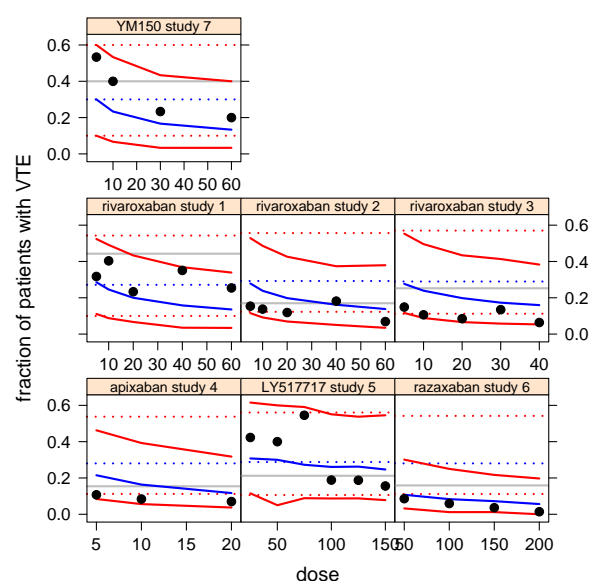 YM150 study 7
0.6
0.4
0.2
0.0
10 20 30 40 50 60
fraction of patients with VTE
rivaroxaban study 1 rivaroxaban study 2 rivaroxaban study 3
0.6
0.4
0.2
0.0
10 20 30 40 50 60 0 10 20 30 40 50 60 10 20 30 40
apixaban study 4 LY517717 study 5 razaxaban study 6
0.6
0.4
0.2
0.0
5 10 15 20 50 100 150 50 100 150 200
dose